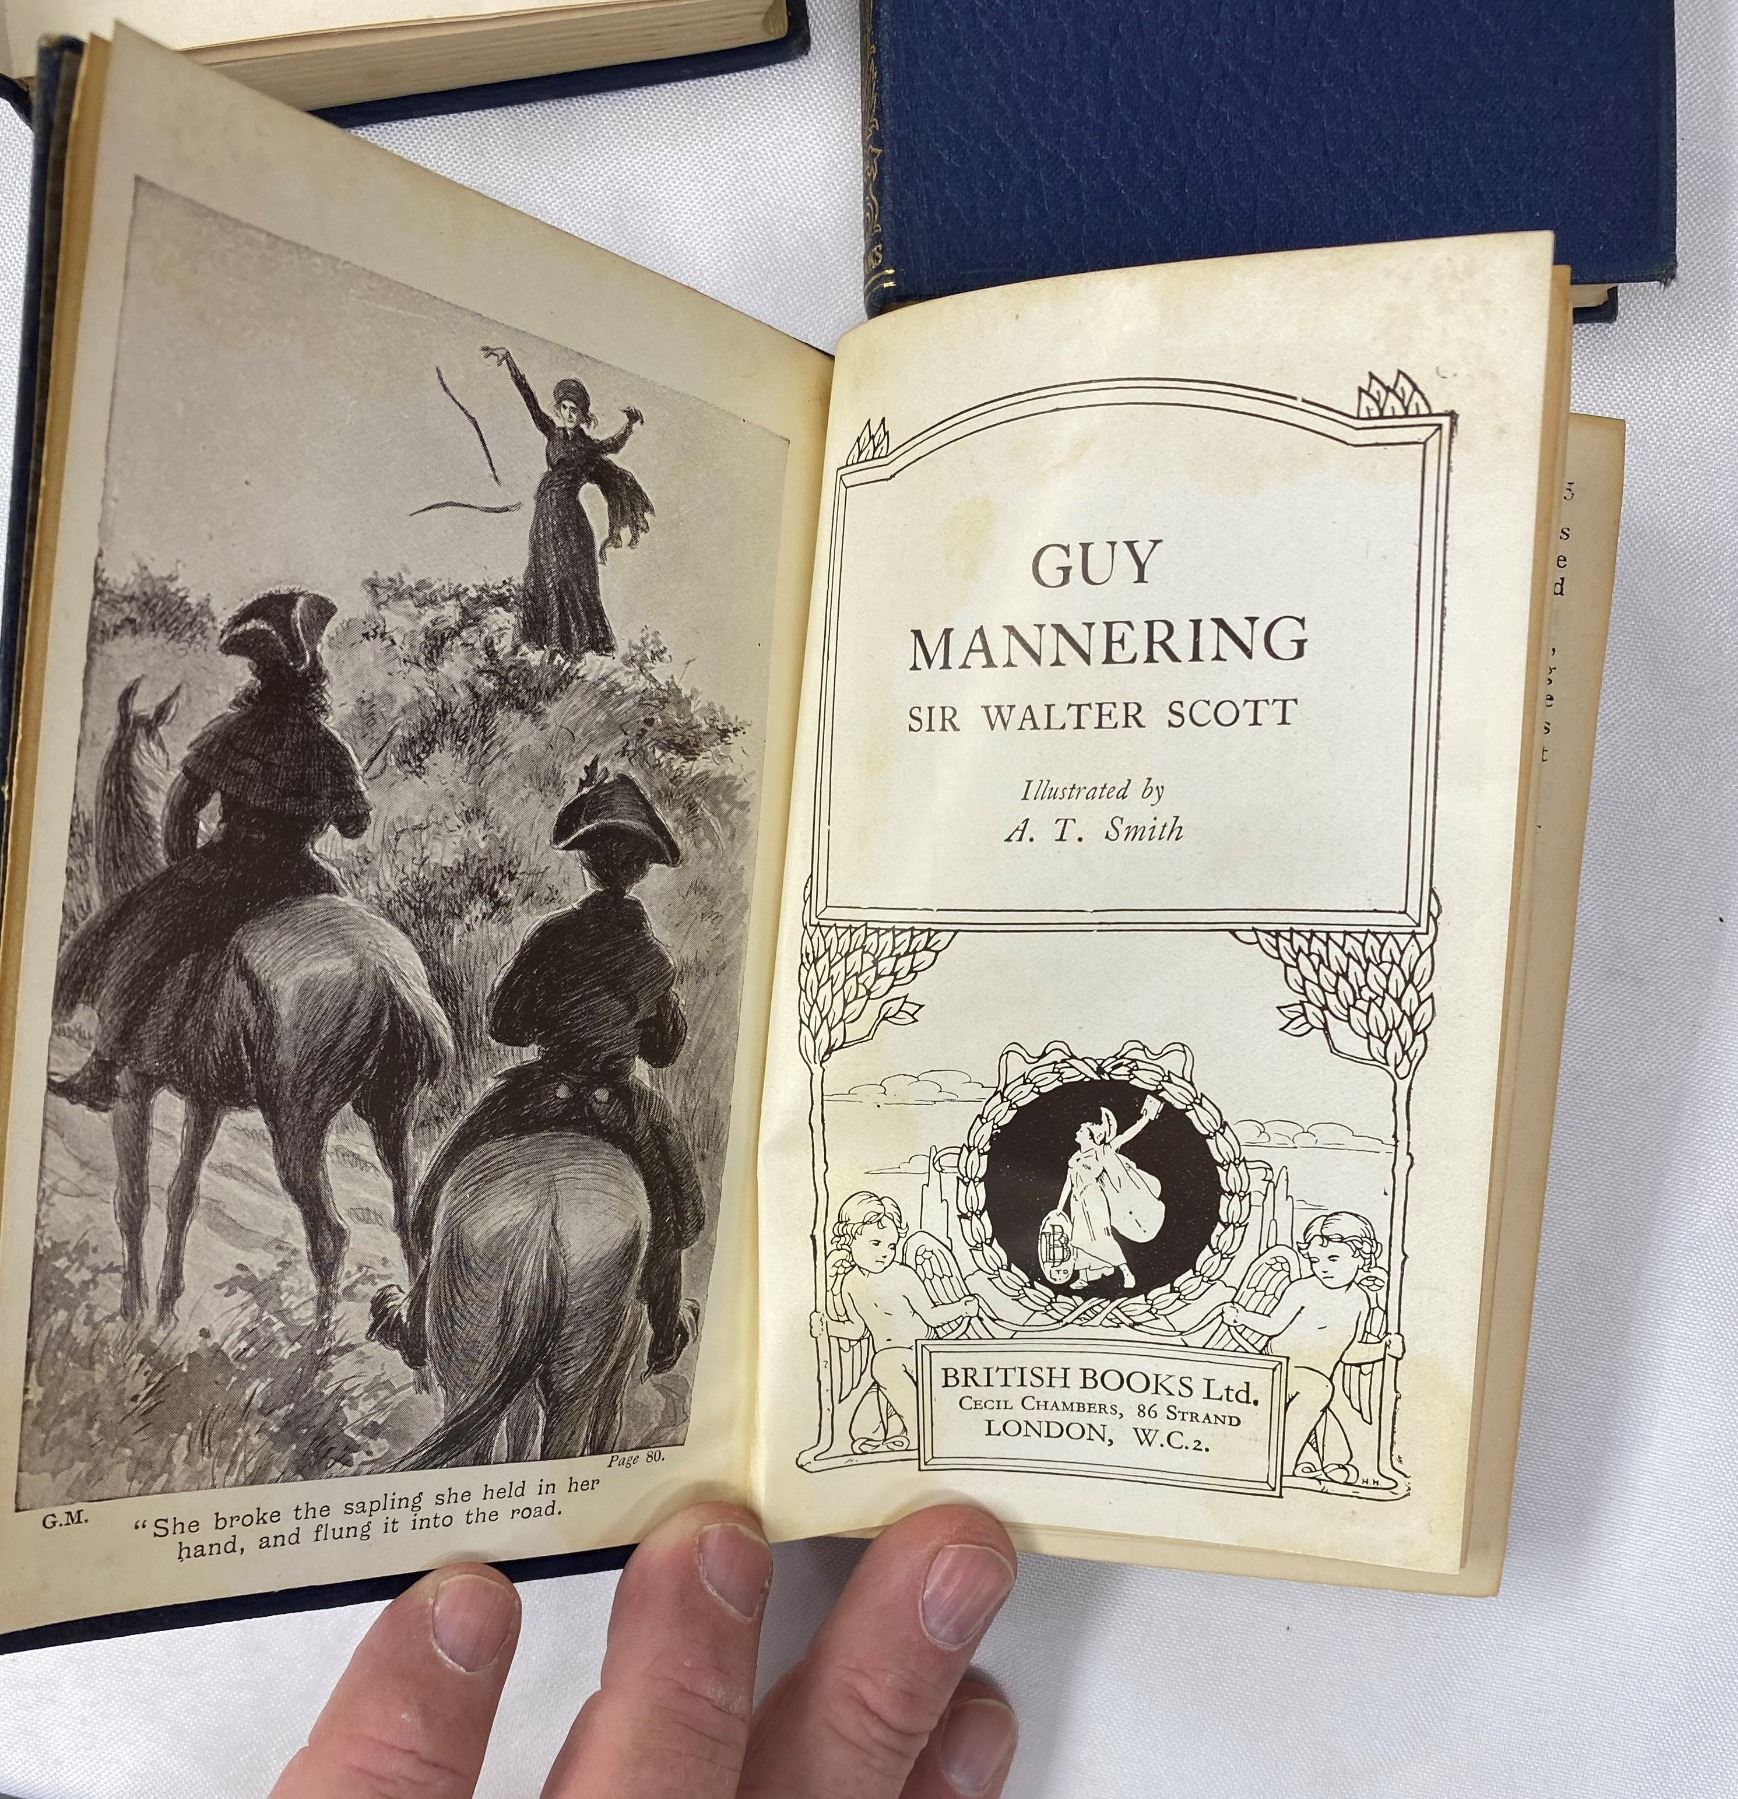 Page 80.
G.M.
“She broke the sapling she held in her
hand, and flung it into the road.
GUY
MANNERING
SIR WALTER SCOTT
Illustrated by
A. T. Smith
B B
LTD
BRITISH BOOKS Ltd.
CECIL CHAMBERS, 86 STRAND
LONDON, W.C.2.
H M
s
e
d
,
e
s
t